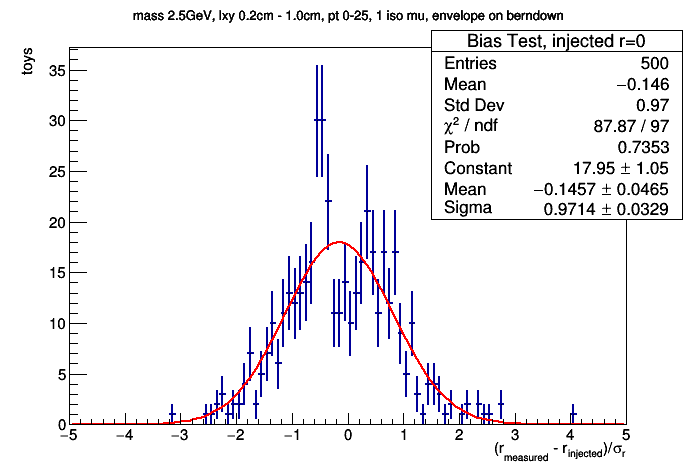 mass 2.5GeV, lxy 0.2cm - 1.0cm, pt 0-25, 1 iso mu, envelope on berndown
Bias Test, injected r=0
Entries 500
Mean −0.146
Std Dev 0.97
χ² / ndf 87.87 / 97
Prob 0.7353
Constant 17.95 ± 1.05
Mean −0.1457 ± 0.0465
Sigma 0.9714 ± 0.0329
toys
35
30
25
20
15
10
5
0
−5 −4 −3 −2 −1 0 1 2 3 4 5
(r_measured - r_injected)/σ_r